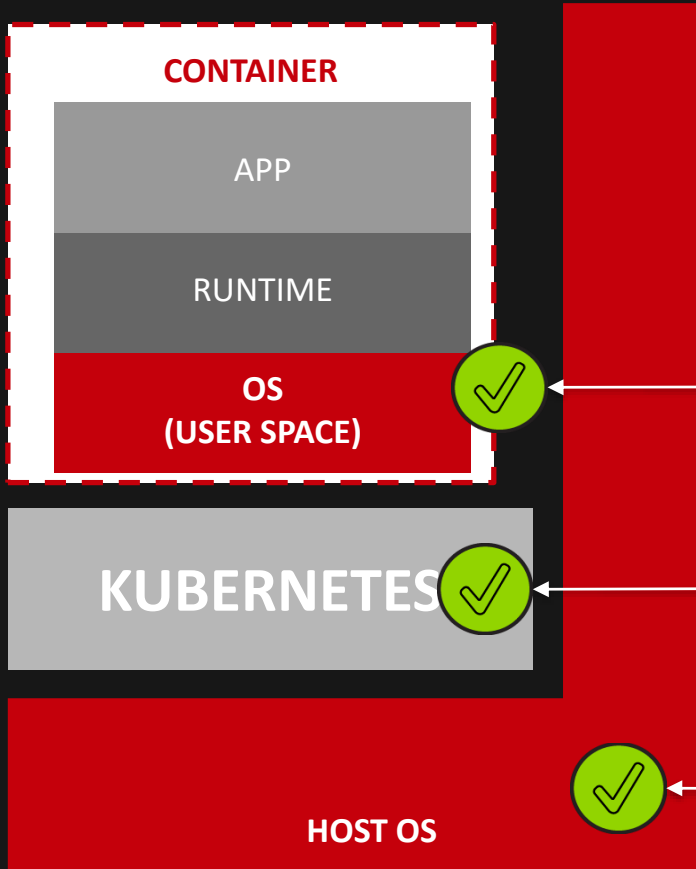 CONTAINER
APP
RUNTIME
OS
(USER SPACE)
KUBERNETES
HOST OS